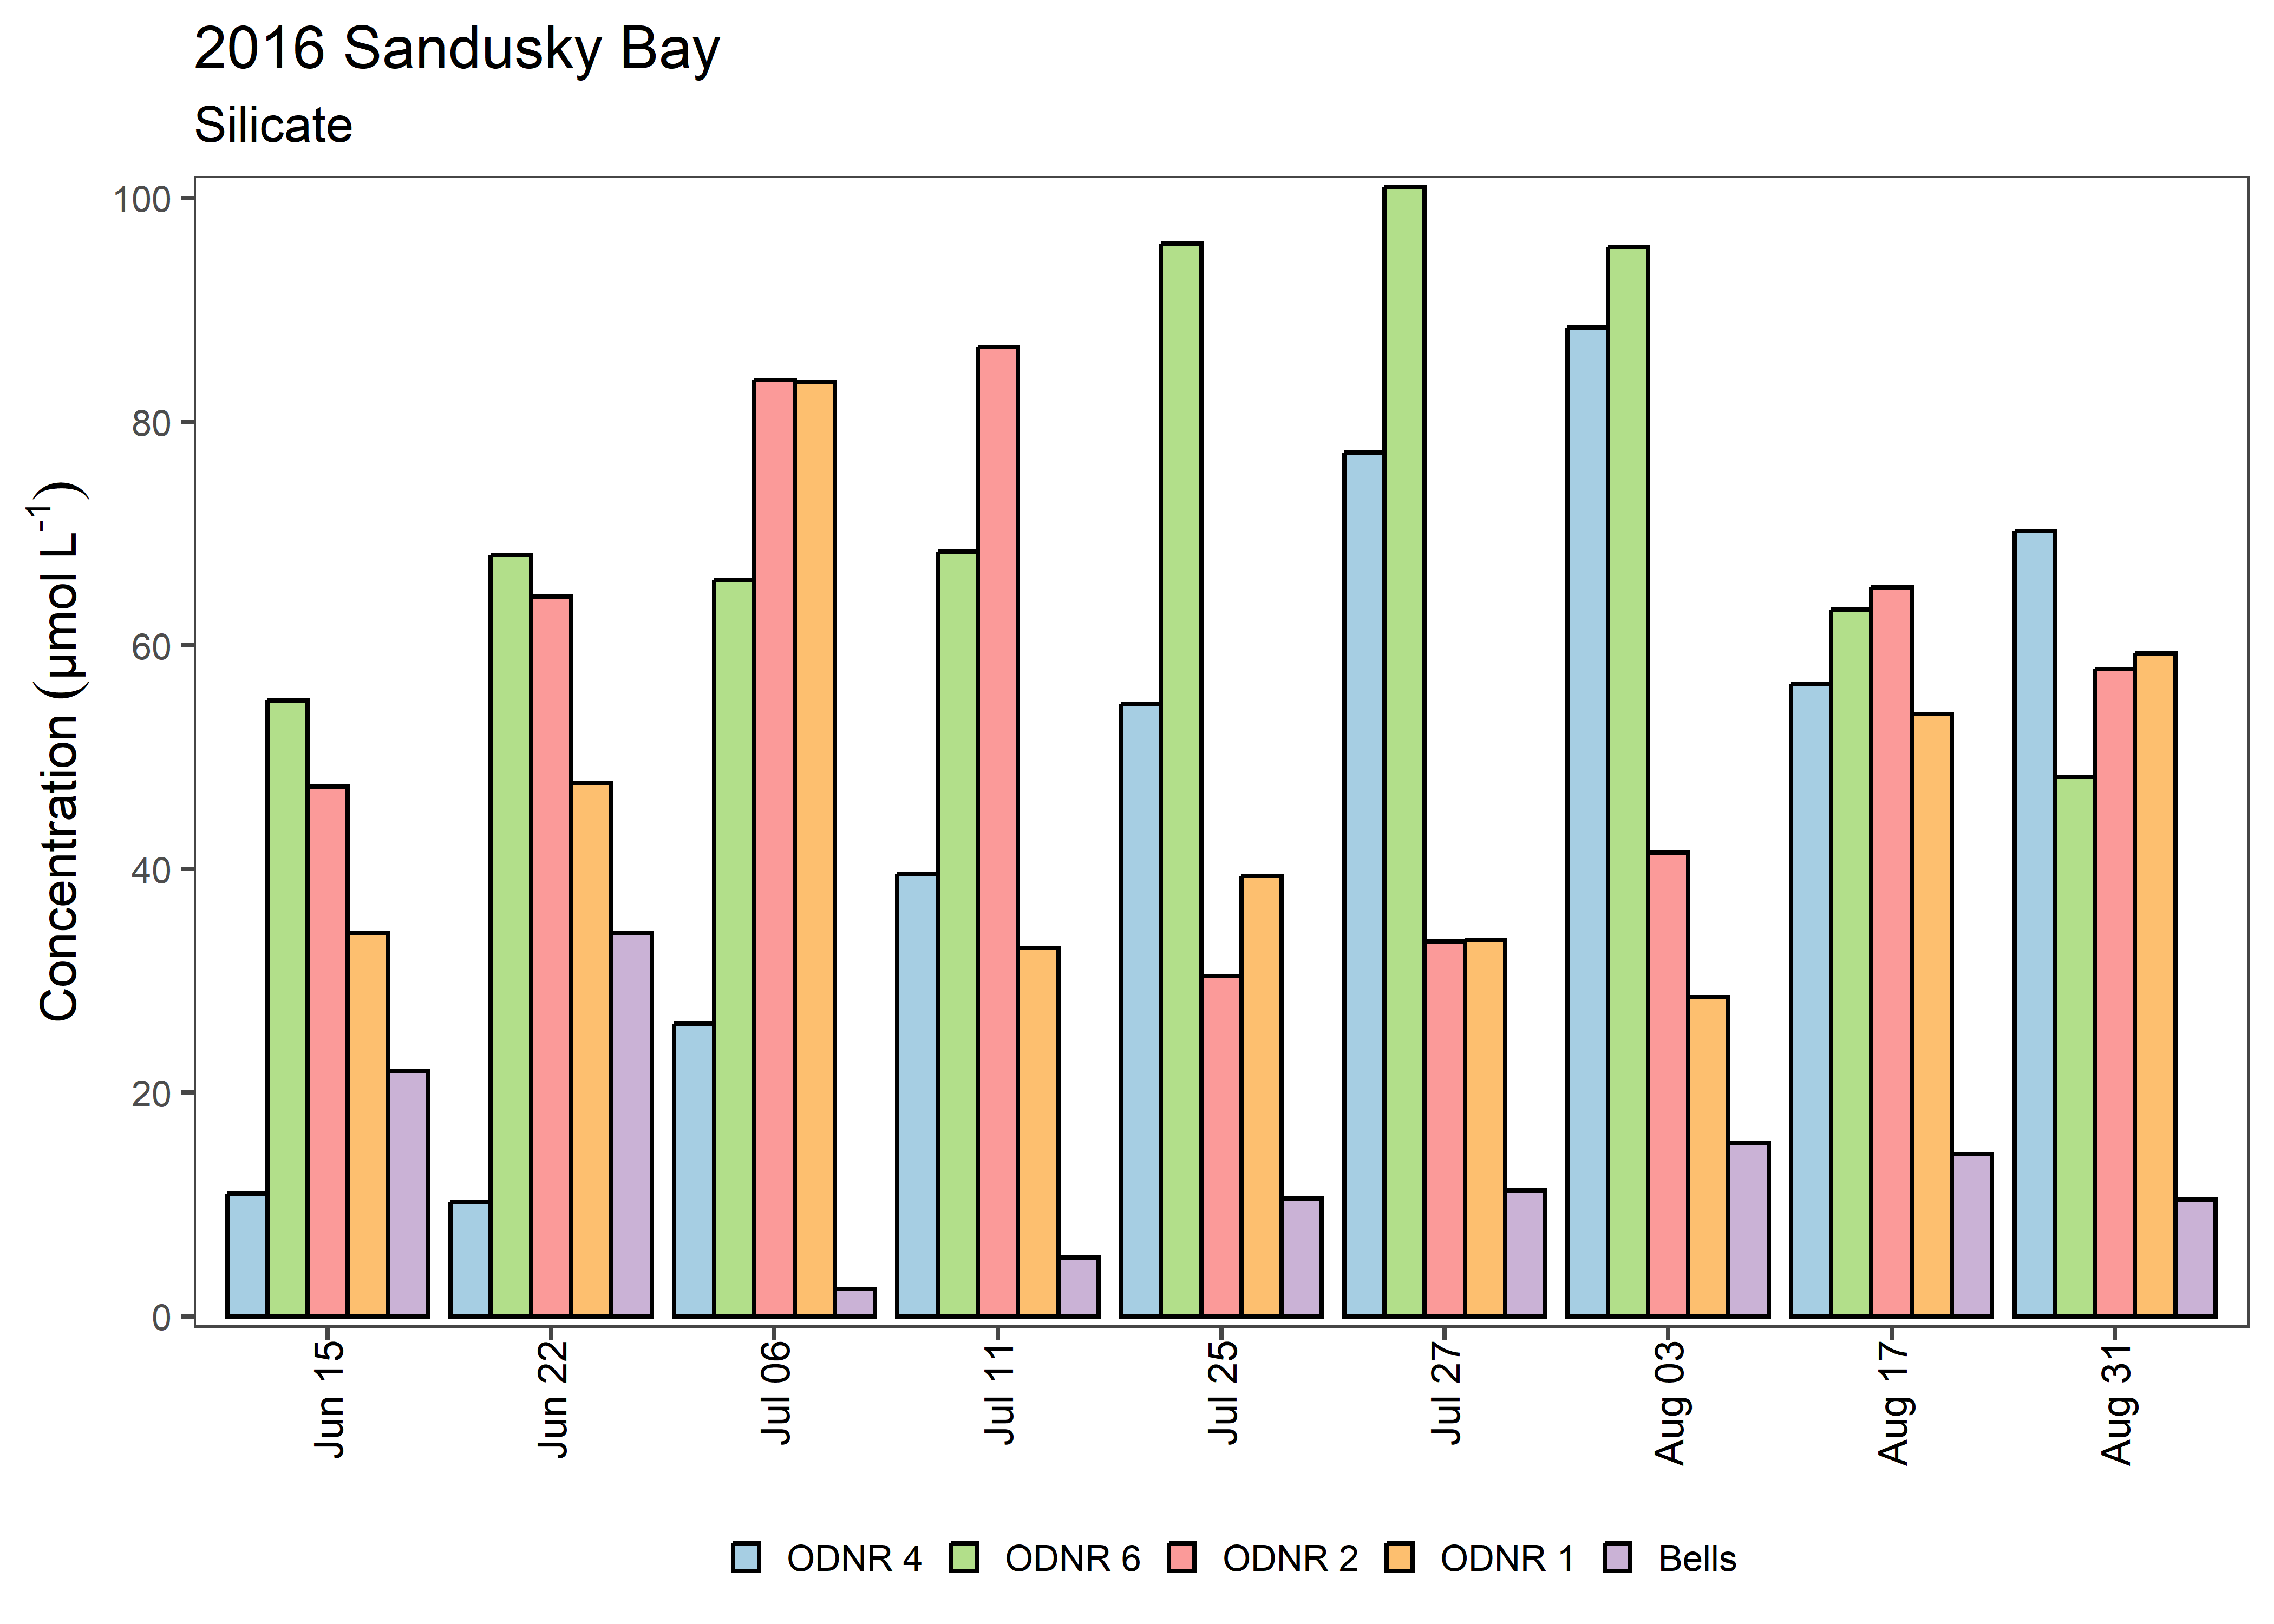 2016 Sandusky Bay
Silicate
Concentration (µmol L⁻¹)
100
80
60
40
20
0
Jun 15
Jun 22
Jul 06
Jul 11
Jul 25
Jul 27
Aug 03
Aug 17
Aug 31
ODNR 4 ODNR 6 ODNR 2 ODNR 1 Bells